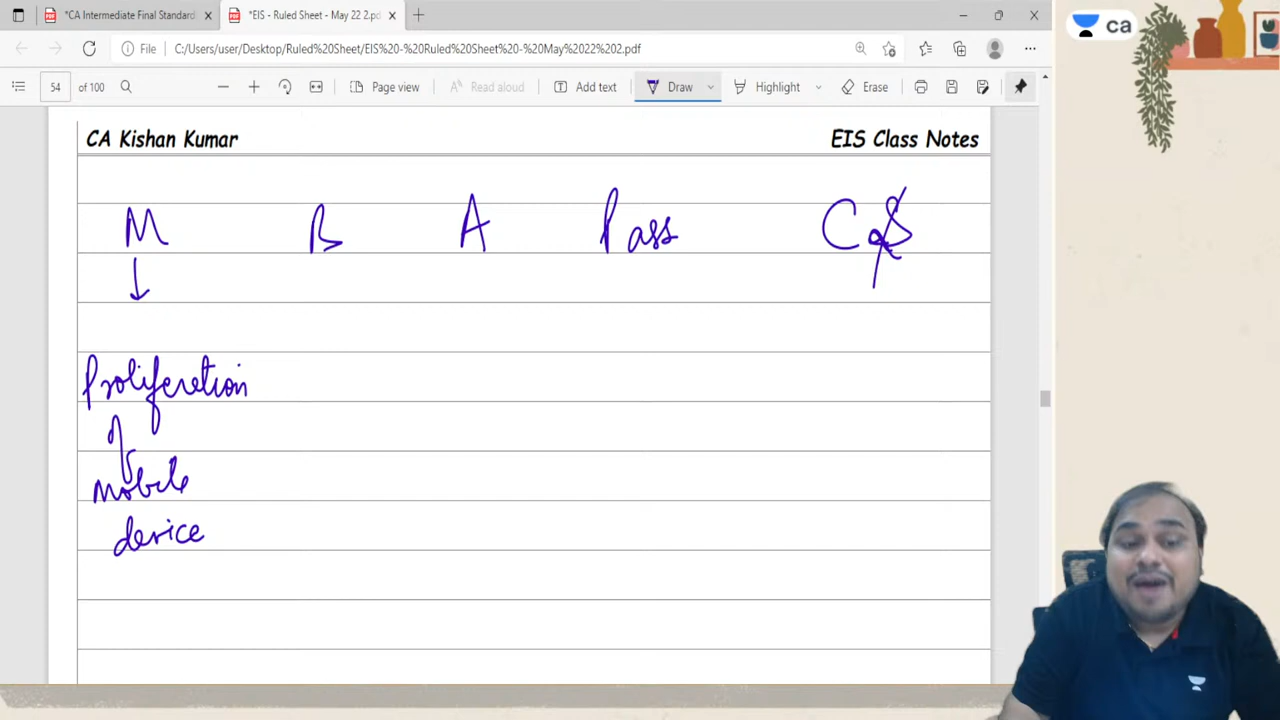 *CA Intermediate Final Standard
*EIS - Ruled Sheet - May 22 2.pd
File
C:/Users/user/Desktop/Ruled%20Sheet/EIS%20-%20Ruled%20Sheet%20-%20May%2022%202.pdf
ca
54 of 100
Page view
Read aloud
Add text
Draw
Highlight
Erase
CA Kishan Kumar
EIS Class Notes
M B A Pass
Proliferetion
of
Mobile
device